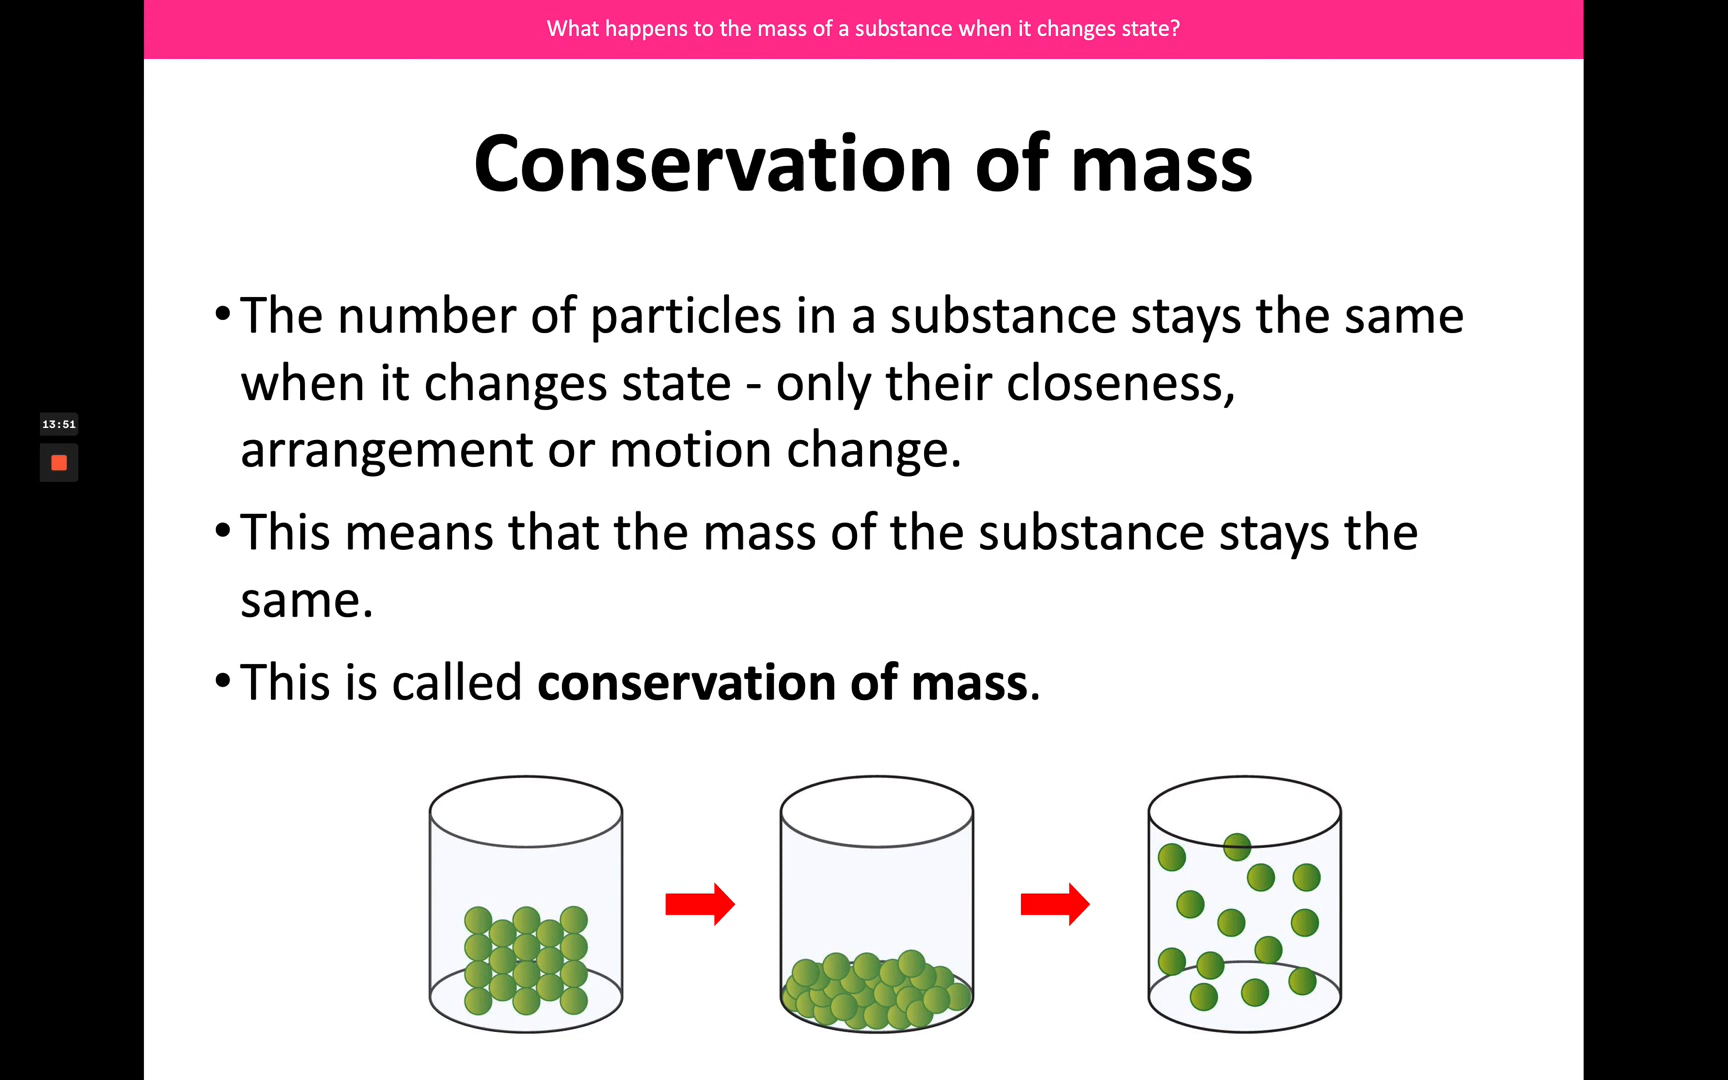 What happens to the mass of a substance when it changes state?
Conservation of mass
• The number of particles in a substance stays the same
when it changes state - only their closeness,
arrangement or motion change.
• This means that the mass of the substance stays the
same.
• This is called conservation of mass.
13:51